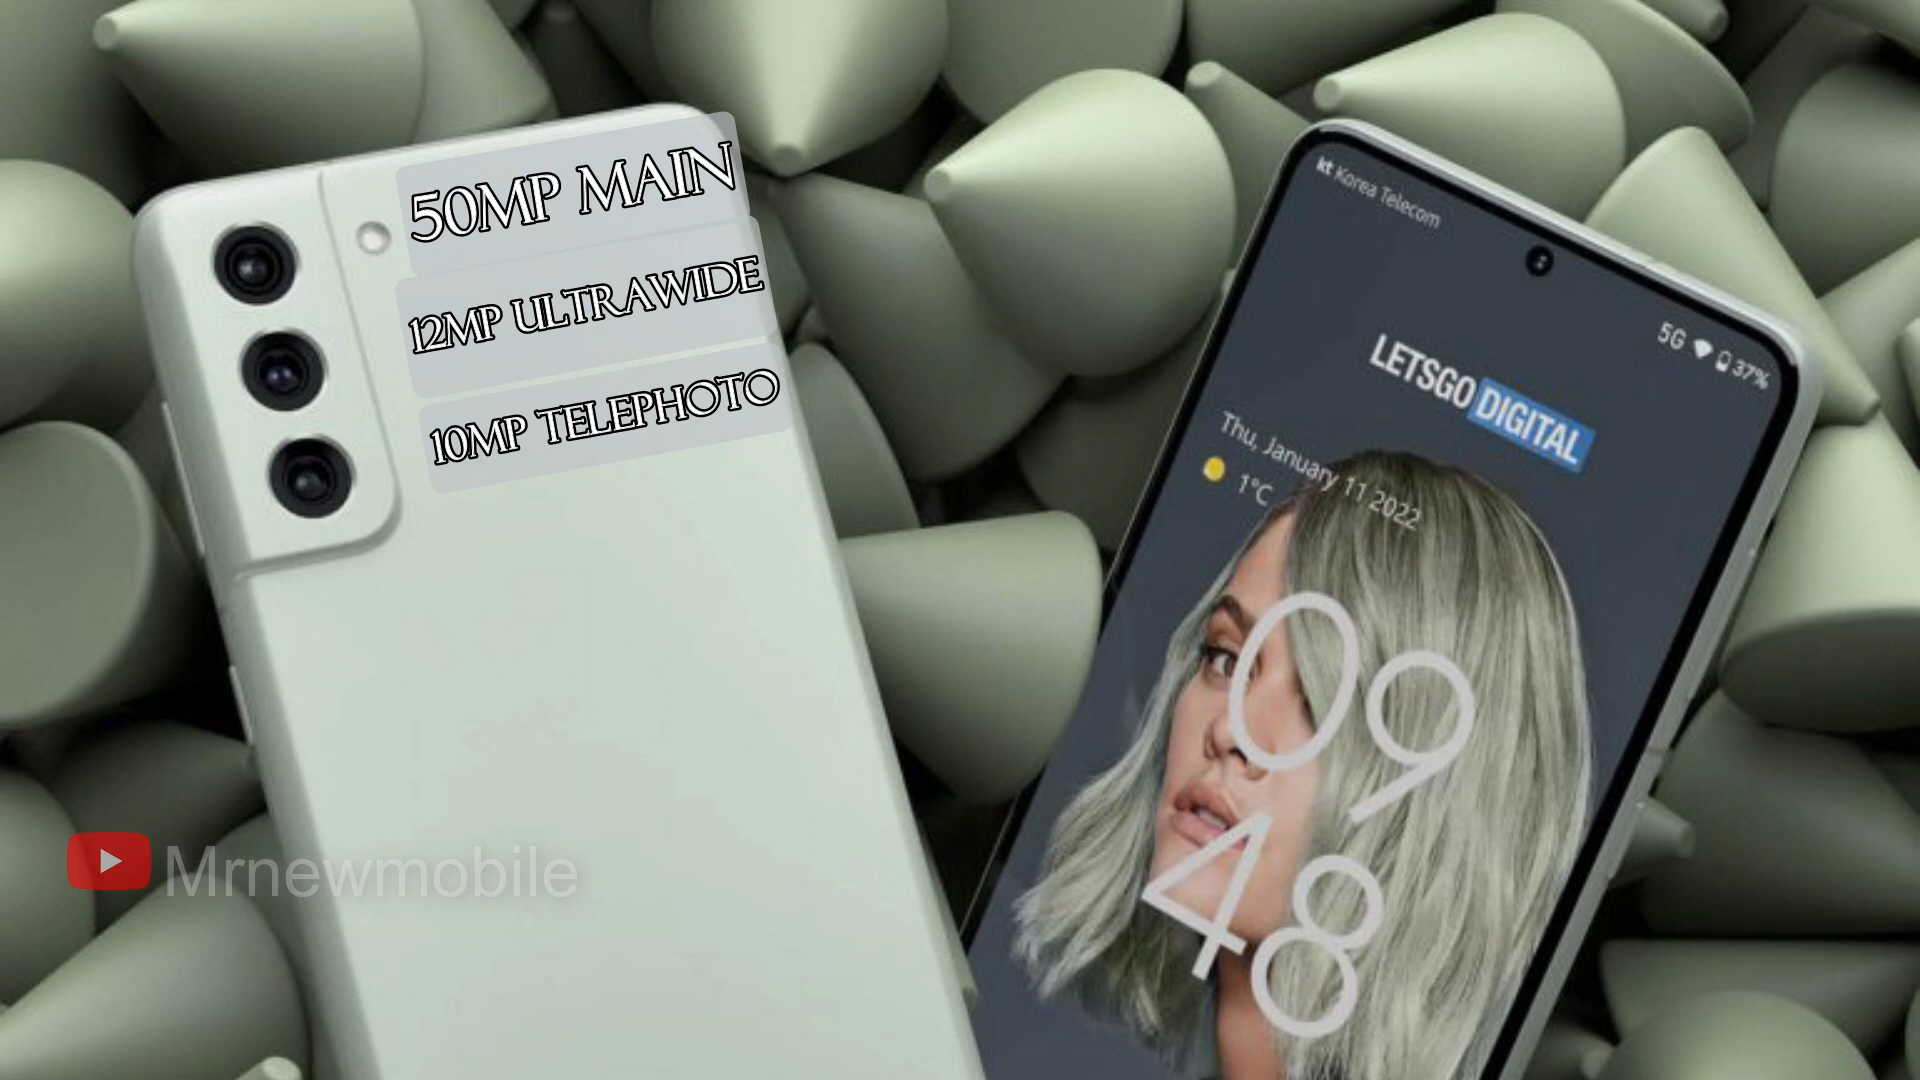 50MP MAIN
12MP ULTRAWIDE
10MP TELEPHOTO
kt Korea Telecom
5G 37%
LETSGO DIGITAL
Thu, January 11 2022
1°C
09
48
Mrnewmobile